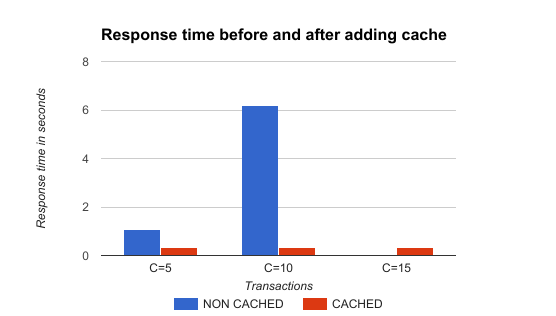 Response time before and after adding cache
Response time in seconds
8
6
4
2
0
C=5 C=10 C=15
Transactions
NON CACHED CACHED